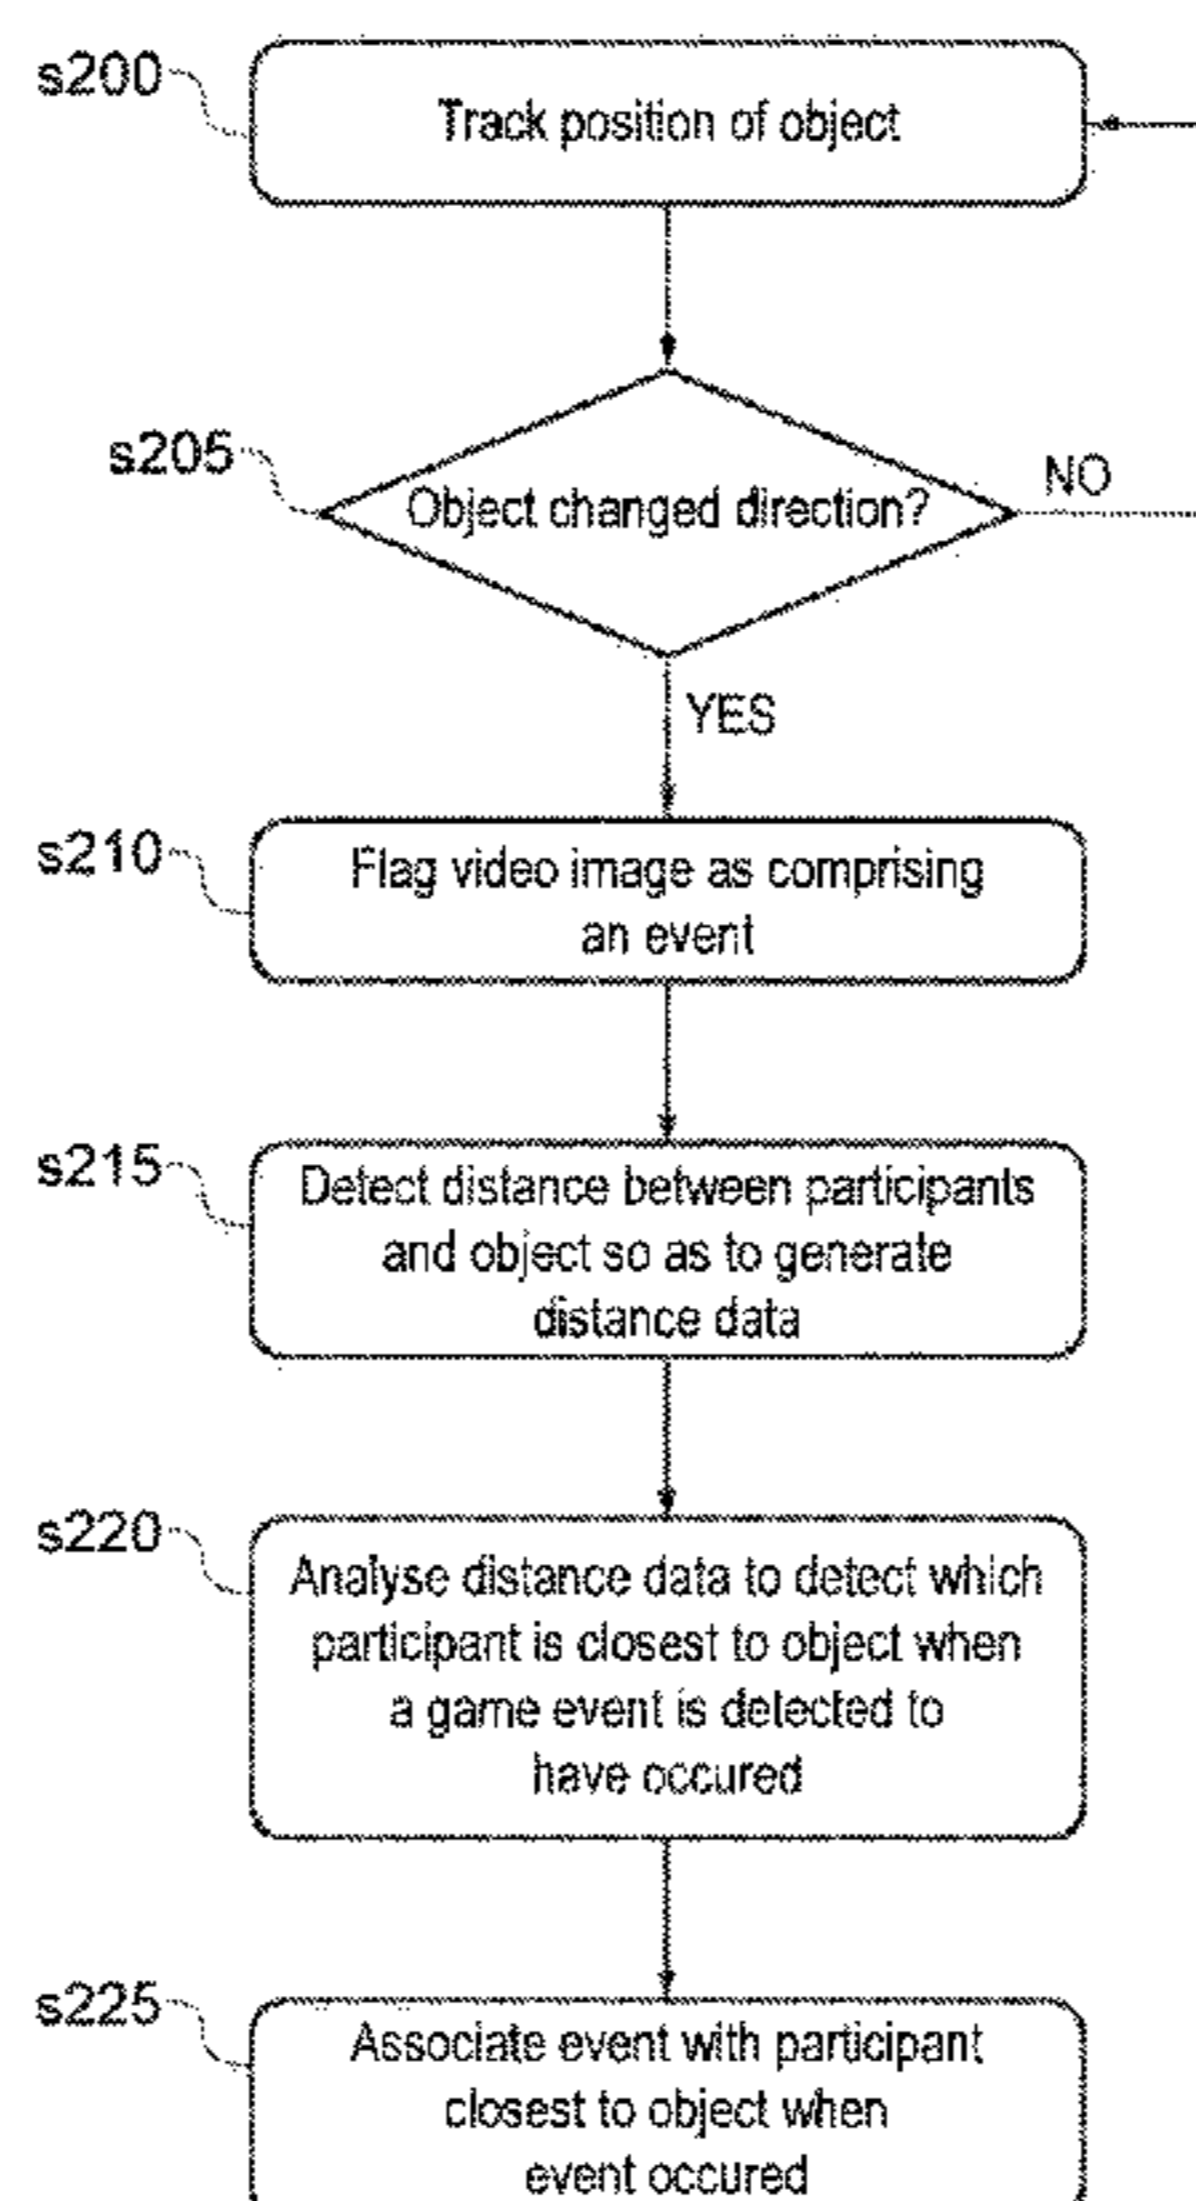 s200
Track position of object
s205
Object changed direction?
NO
YES
s210
Flag video image as comprising
an event
s215
Detect distance between participants
and object so as to generate
distance data
s220
Analyse distance data to detect which
participant is closest to object when
a game event is detected to
have occured
s225
Associate event with participant
closest to object when
event occured